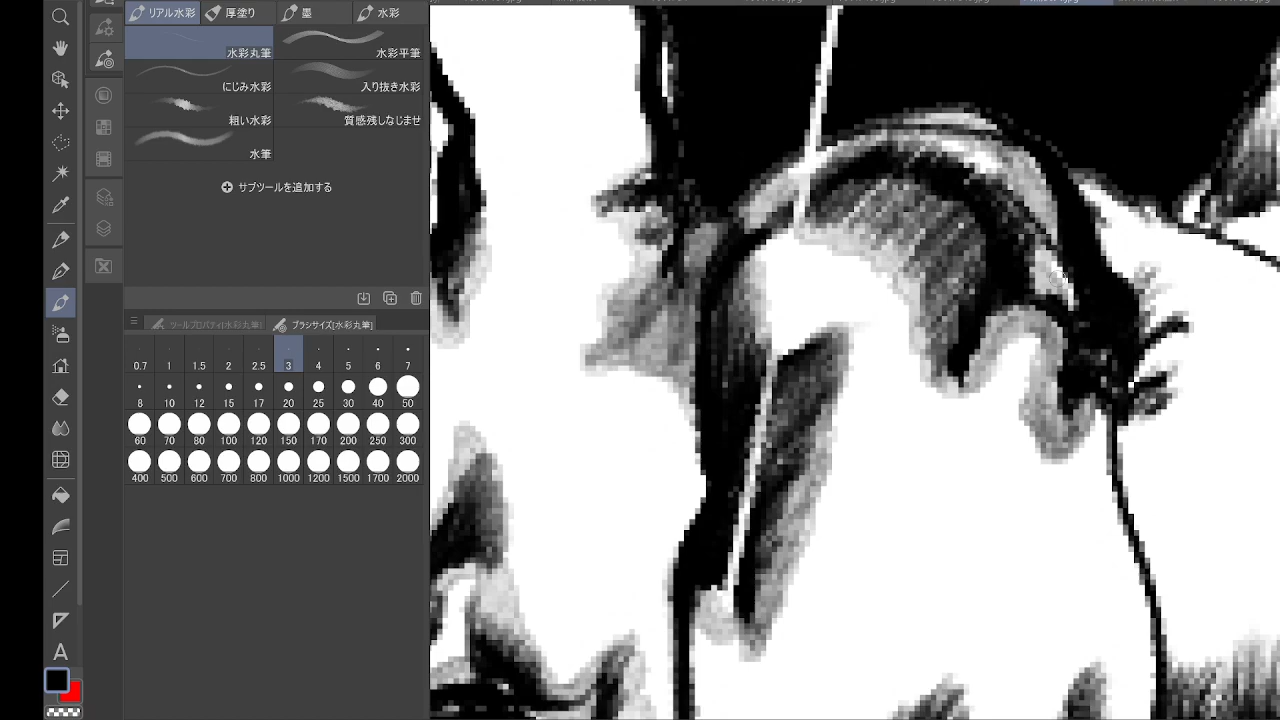 リアル水彩 墨 水彩
水彩丸筆 水彩平筆
にじみ水彩 入り抜き水彩
粗い水彩 質感残しなじませ
水筆
サブツールを追加する
ツールプロパティ[水彩丸筆] ブラシサイズ[水彩丸筆]
0.7 1 1.5 2 2.5 3 4 5 6 7
8 10 12 15 17 20 25 30 40 50
60 70 80 100 120 150 170 200 250 300
400 500 600 700 800 1000 1200 1500 1700 2000
A